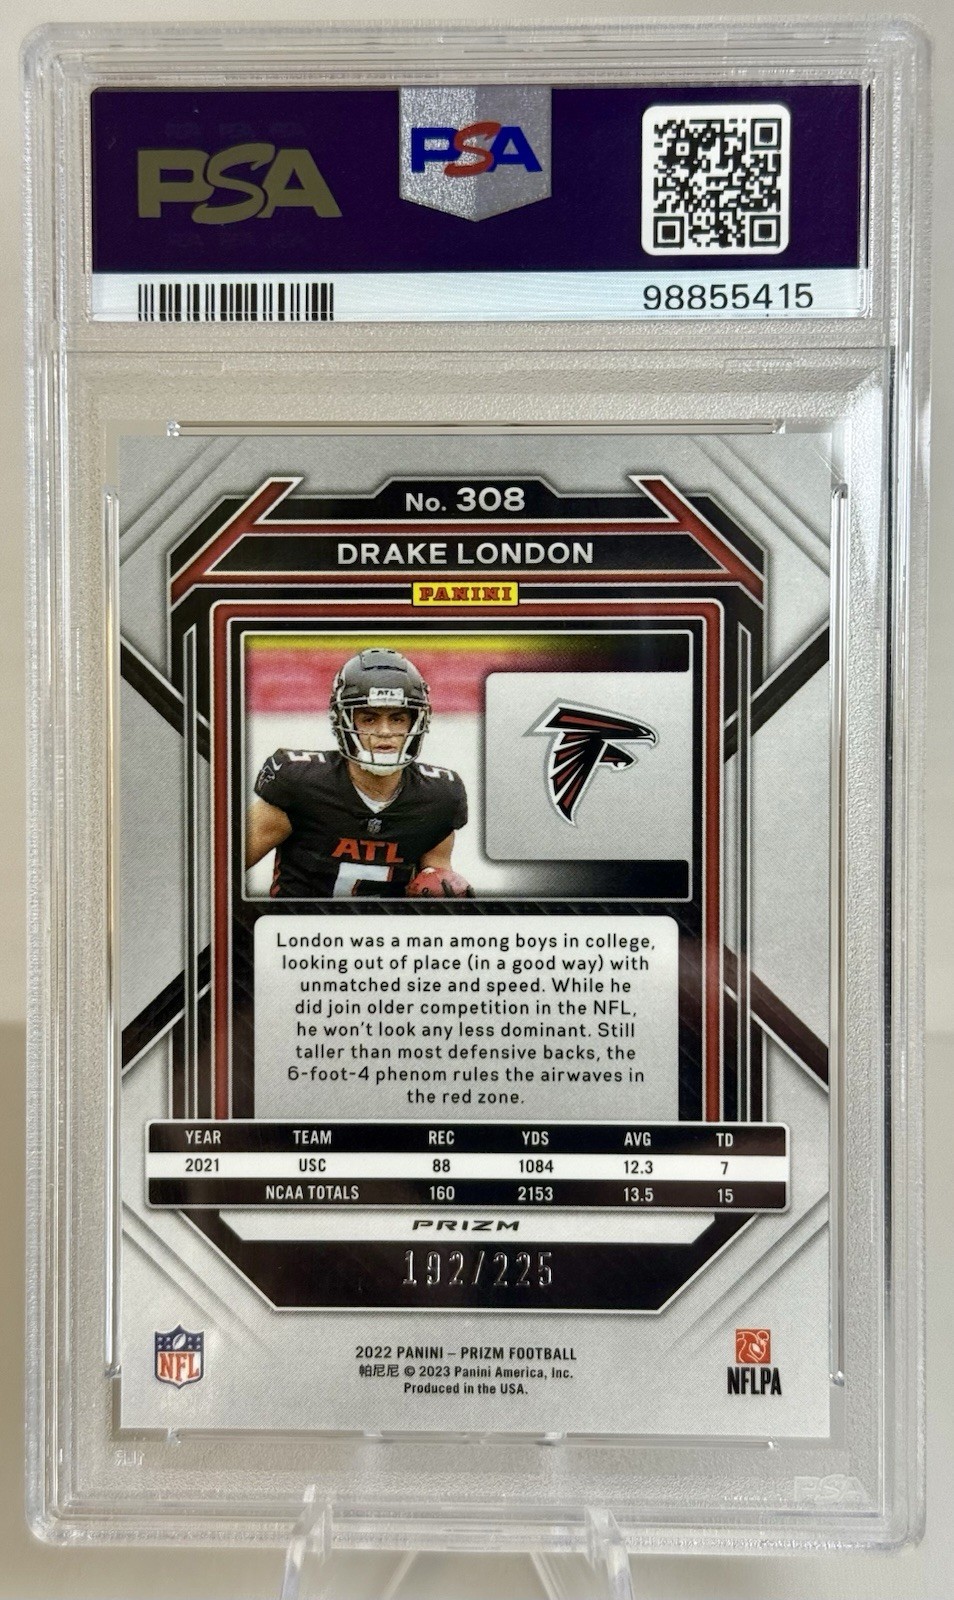 PSA
PSA
98855415
No. 308
DRAKE LONDON
PANINI
ATL
5
5
ATL
5
London was a man among boys in college,
looking out of place (in a good way) with
unmatched size and speed. While he
did join older competition in the NFL,
he won't look any less dominant. Still
taller than most defensive backs, the
6-foot-4 phenom rules the airwaves in
the red zone.
YEAR TEAM REC YDS AVG TD
2021 USC 88 1084 12.3 7
NCAA TOTALS 160 2153 13.5 15
PRIZM
192/225
NFL
2022 PANINI – PRIZM FOOTBALL
帕尼尼 © 2023 Panini America, Inc.
Produced in the USA.
NFLPA
PSA